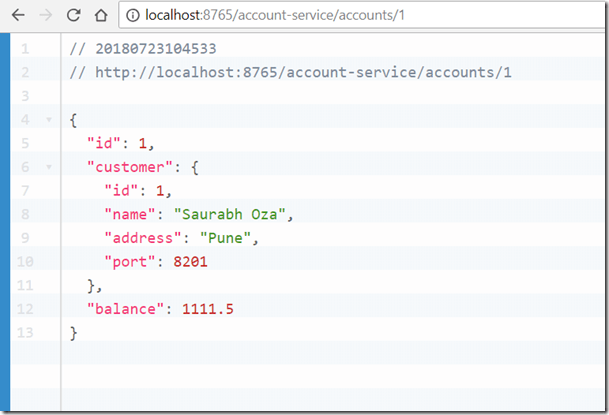 localhost:8765/account-service/accounts/1
1 // 20180723104533
2 // http://localhost:8765/account-service/accounts/1
3
4 {
5 "id": 1,
6 "customer": {
7 "id": 1,
8 "name": "Saurabh Oza",
9 "address": "Pune",
10 "port": 8201
11 },
12 "balance": 1111.5
13 }